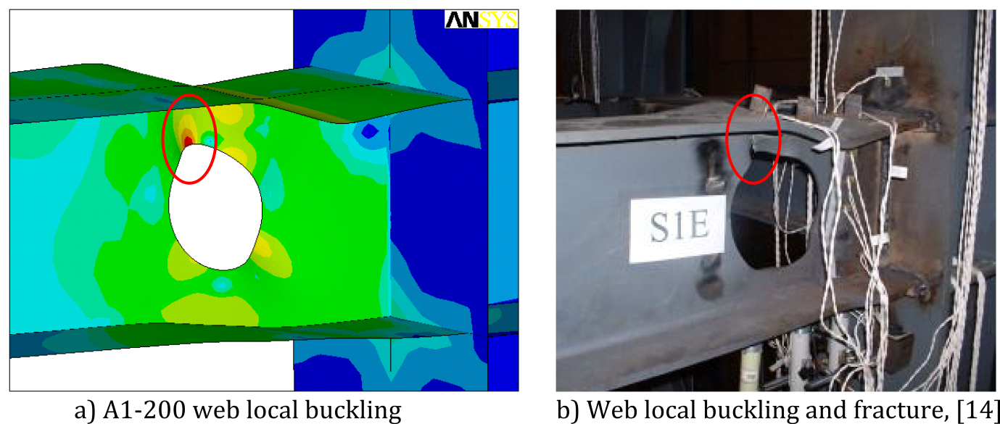 ANSYS
S1E
a) A1-200 web local buckling
b) Web local buckling and fracture, [14]